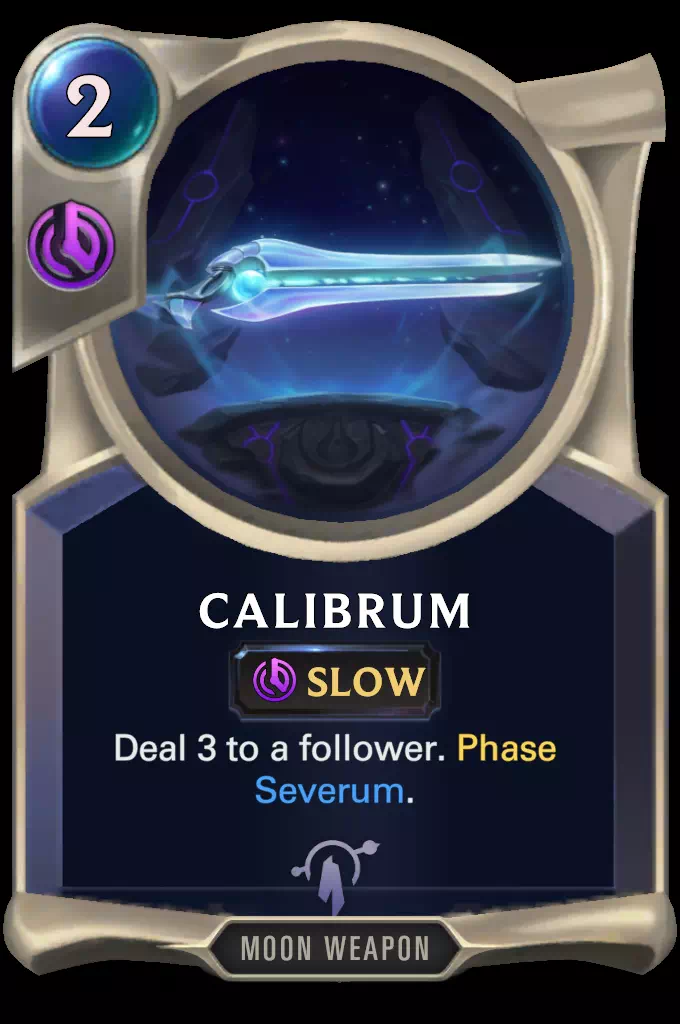 2
CALIBRUM
SLOW
Deal 3 to a follower. Phase
Severum.
MOON WEAPON